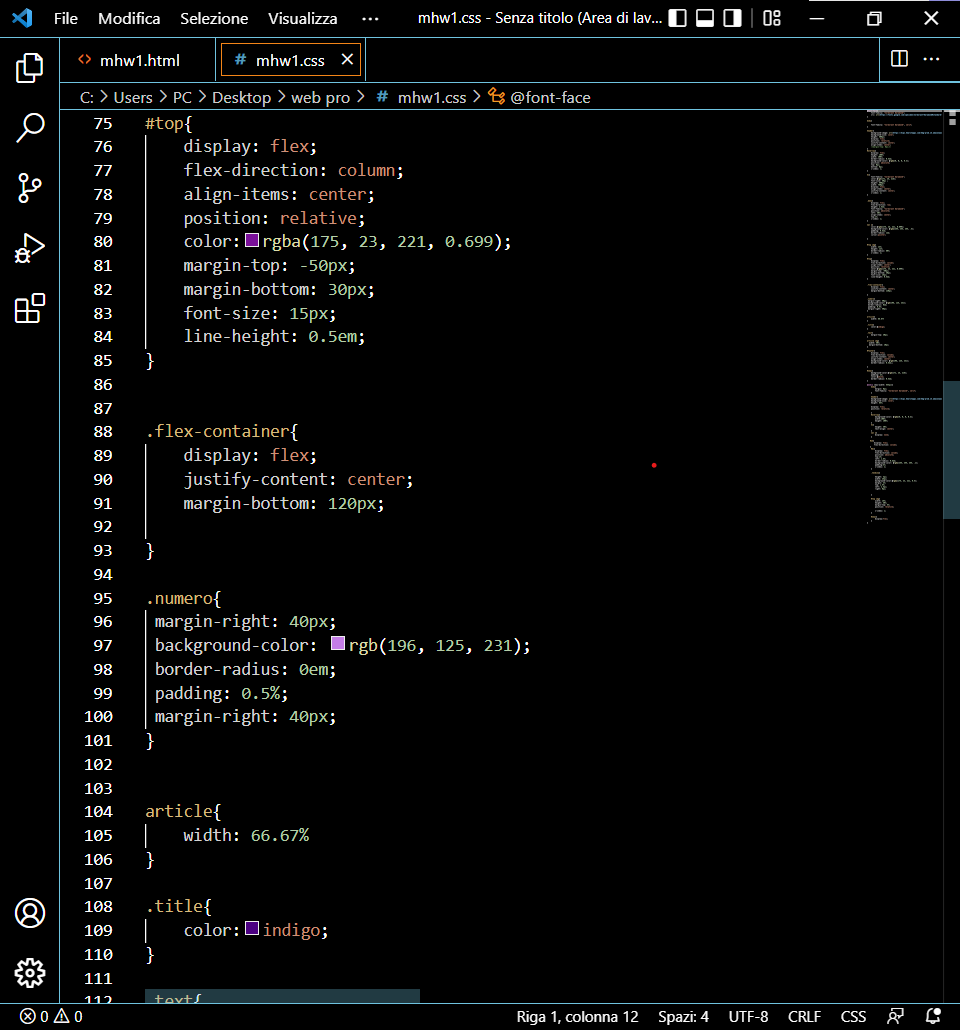 File Modifica Selezione Visualizza ··· mhw1.css - Senza titolo (Area di lav...
<> mhw1.html # mhw1.css
C: > Users > PC > Desktop > web pro > # mhw1.css > @font-face
75 #top{
76 display: flex;
77 flex-direction: column;
78 align-items: center;
79 position: relative;
80 color: rgba(175, 23, 221, 0.699);
81 margin-top: -50px;
82 margin-bottom: 30px;
83 font-size: 15px;
84 line-height: 0.5em;
85 }
86
87
88 .flex-container{
89 display: flex;
90 justify-content: center;
91 margin-bottom: 120px;
92
93 }
94
95 .numero{
96 margin-right: 40px;
97 background-color: rgb(196, 125, 231);
98 border-radius: 0em;
99 padding: 0.5%;
100 margin-right: 40px;
101 }
102
103
104 article{
105 width: 66.67%
106 }
107
108 .title{
109 color: indigo;
110 }
111
112 .text{
0 0 Riga 1, colonna 12 Spazi: 4 UTF-8 CRLF CSS